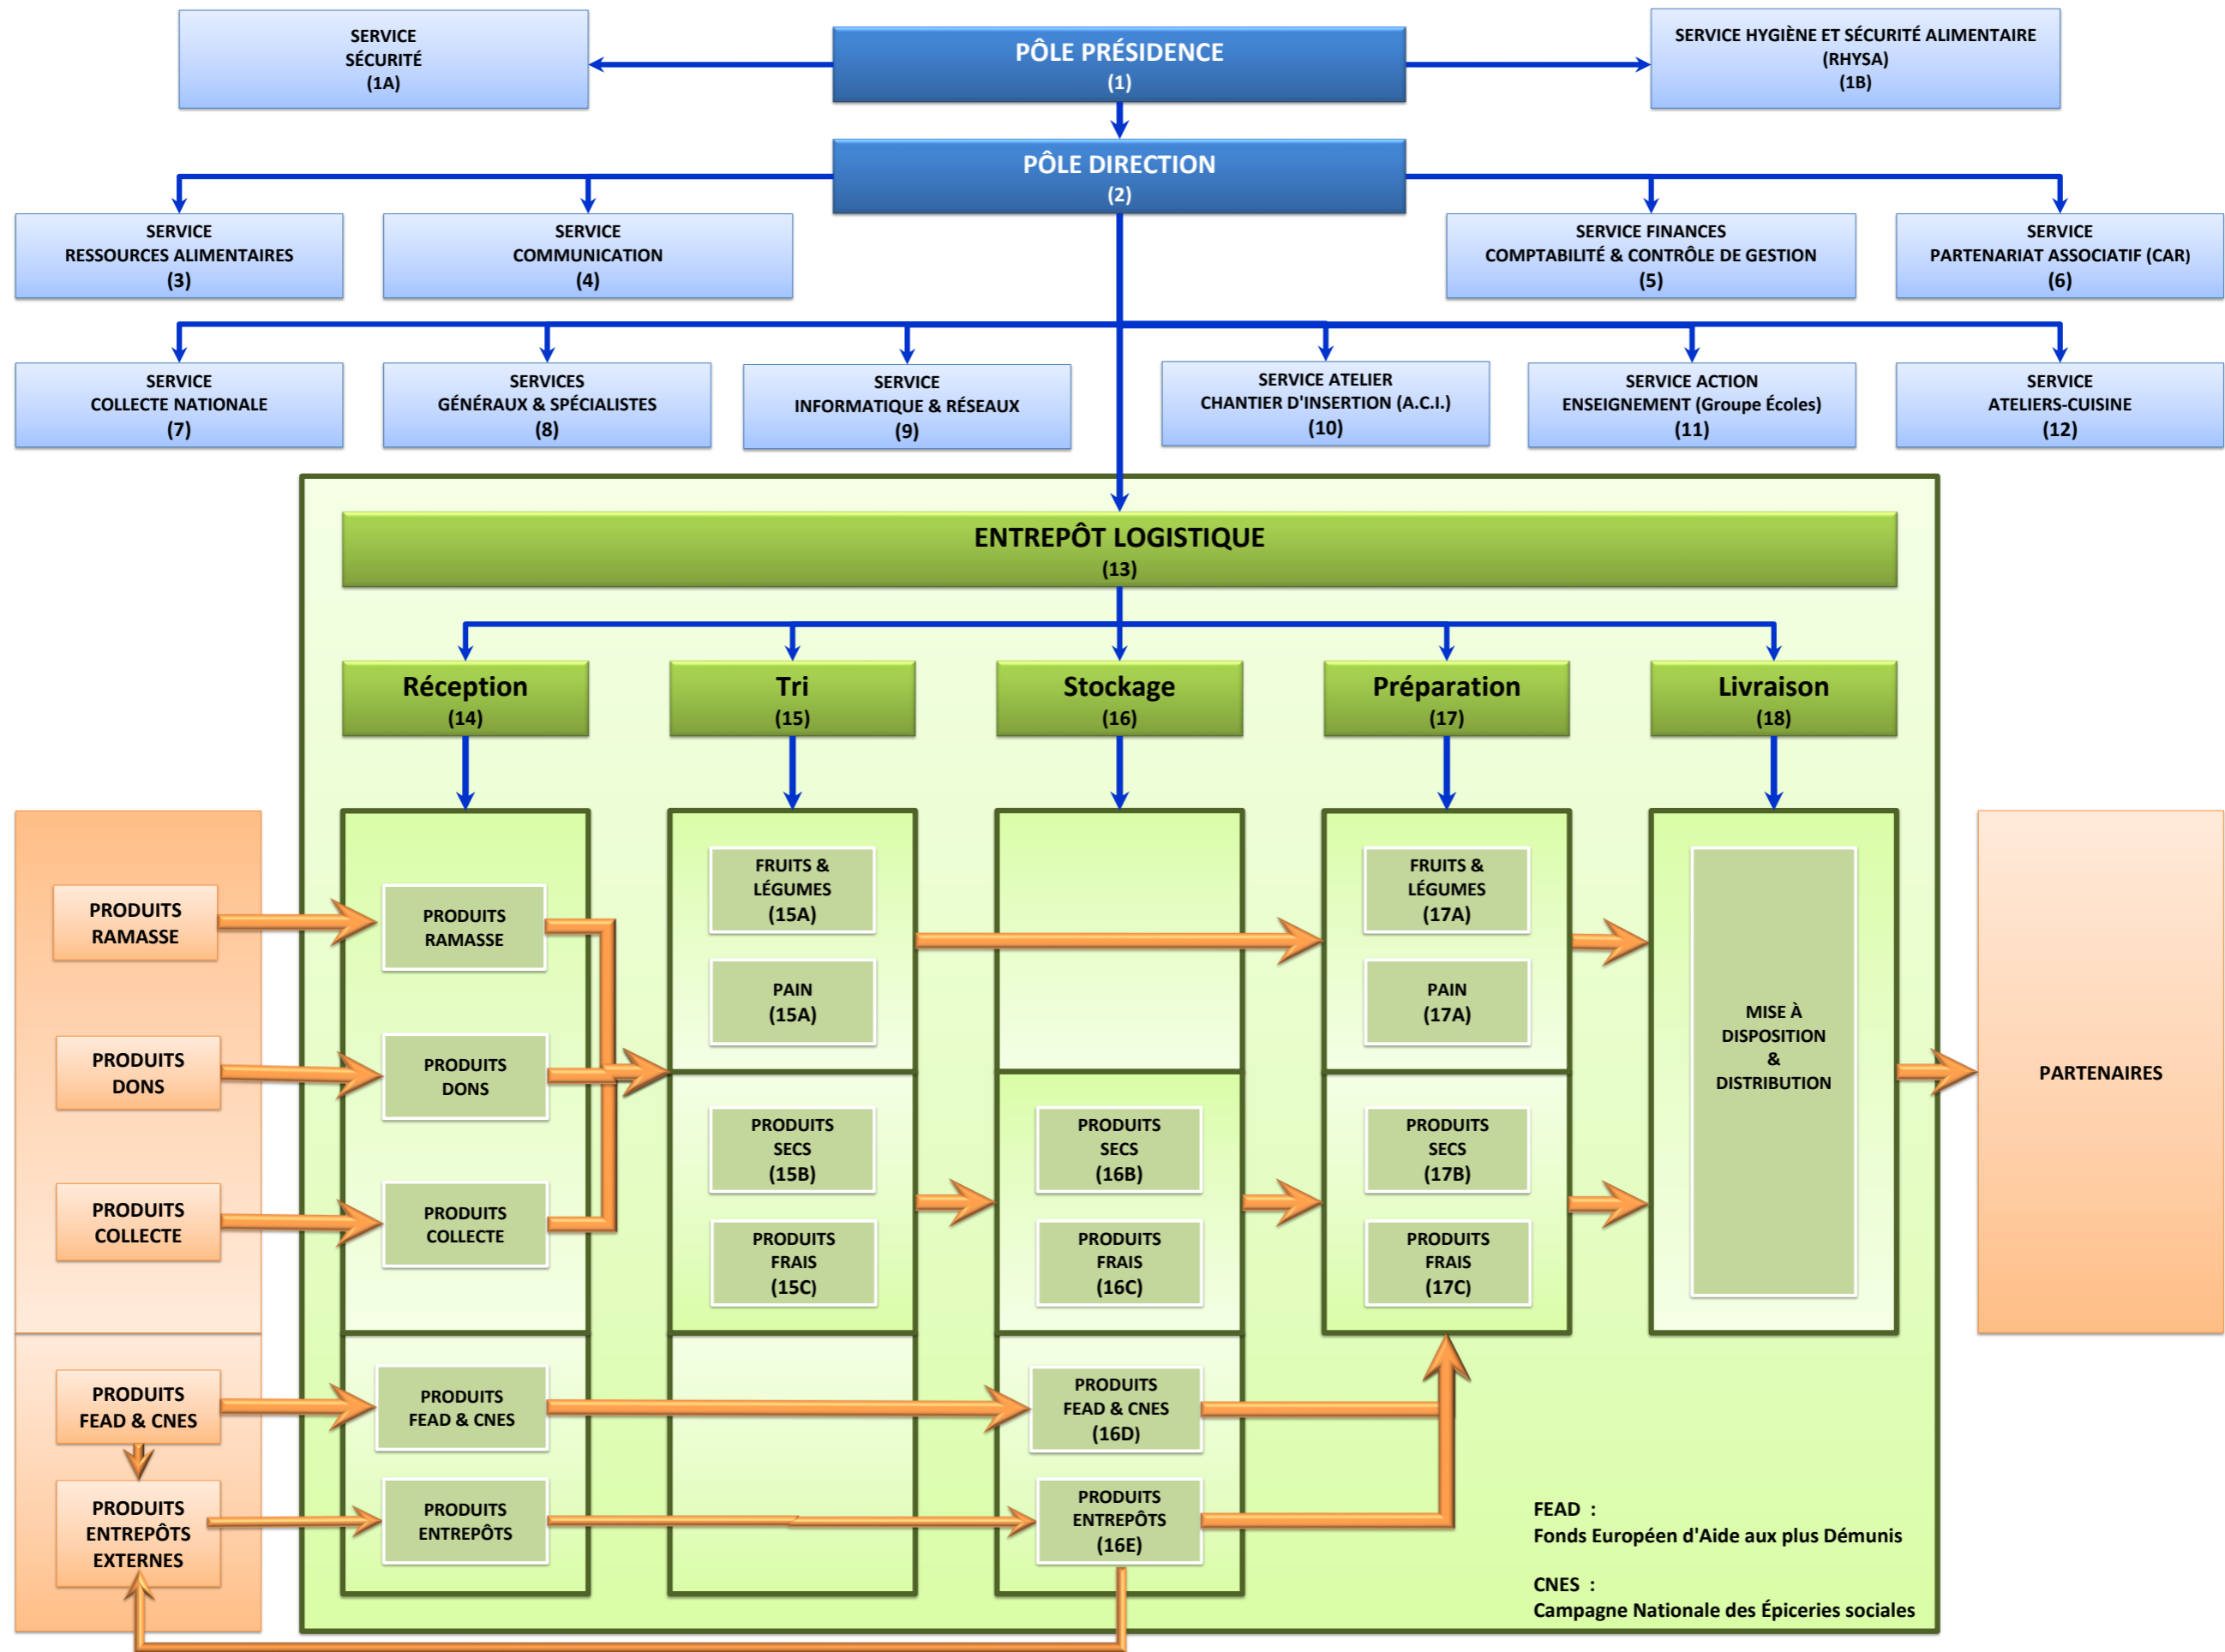 SERVICE
SÉCURITÉ
(1A)
PÔLE PRÉSIDENCE
(1)
SERVICE HYGIÈNE ET SÉCURITÉ ALIMENTAIRE
(RHYSA)
(1B)
PÔLE DIRECTION
(2)
SERVICE
RESSOURCES ALIMENTAIRES
(3)
SERVICE
COMMUNICATION
(4)
SERVICE FINANCES
COMPTABILITÉ & CONTRÔLE DE GESTION
(5)
SERVICE
PARTENARIAT ASSOCIATIF (CAR)
(6)
SERVICE
COLLECTE NATIONALE
(7)
SERVICES
GÉNÉRAUX & SPÉCIALISTES
(8)
SERVICE
INFORMATIQUE & RÉSEAUX
(9)
SERVICE ATELIER
CHANTIER D'INSERTION (A.C.I.)
(10)
SERVICE ACTION
ENSEIGNEMENT (Groupe Écoles)
(11)
SERVICE
ATELIERS-CUISINE
(12)
ENTREPÔT LOGISTIQUE
(13)
Réception
(14)
Tri
(15)
Stockage
(16)
Préparation
(17)
Livraison
(18)
PRODUITS
RAMASSE
PRODUITS
DONS
PRODUITS
COLLECTE
PRODUITS
FEAD & CNES
PRODUITS
ENTREPÔTS
EXTERNES
PRODUITS
RAMASSE
PRODUITS
DONS
PRODUITS
COLLECTE
PRODUITS
FEAD & CNES
PRODUITS
ENTREPÔTS
FRUITS &
LÉGUMES
(15A)
PAIN
(15A)
PRODUITS
SECS
(15B)
PRODUITS
FRAIS
(15C)
PRODUITS
SECS
(16B)
PRODUITS
FRAIS
(16C)
PRODUITS
FEAD & CNES
(16D)
PRODUITS
ENTREPÔTS
(16E)
FRUITS &
LÉGUMES
(17A)
PAIN
(17A)
PRODUITS
SECS
(17B)
PRODUITS
FRAIS
(17C)
MISE À
DISPOSITION
&
DISTRIBUTION
PARTENAIRES
FEAD :
Fonds Européen d'Aide aux plus Démunis
CNES :
Campagne Nationale des Épiceries sociales